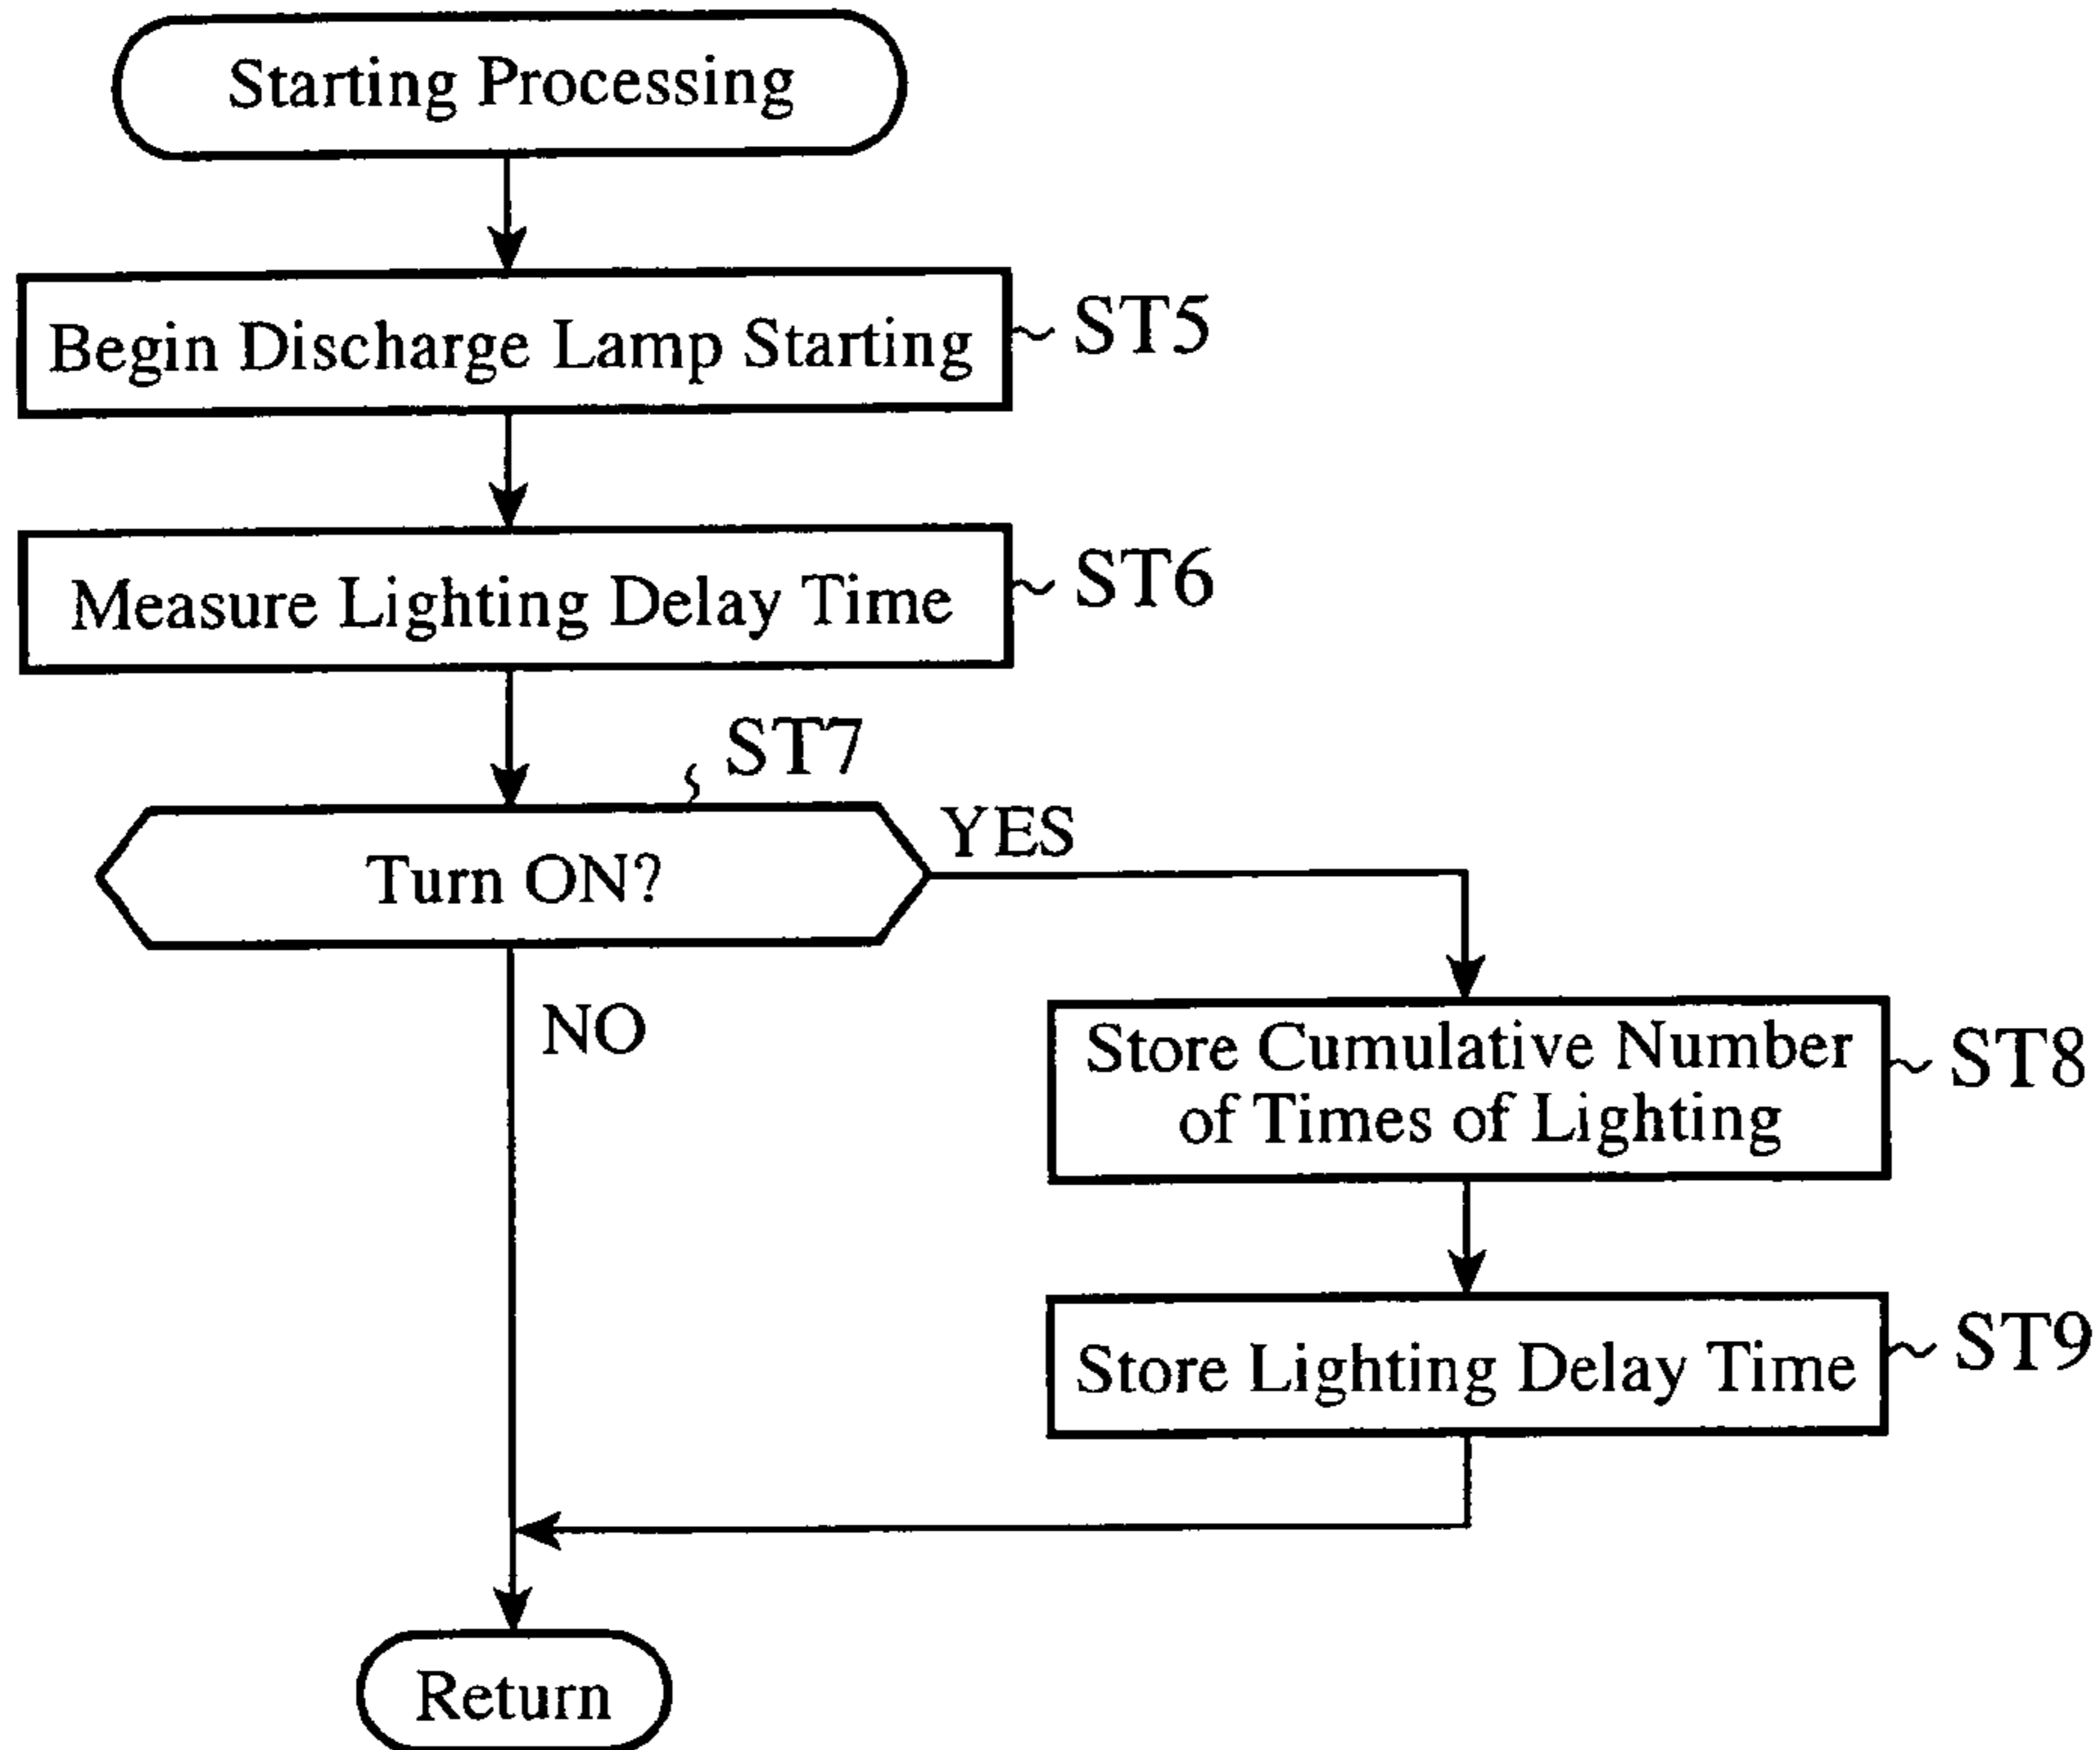 Starting Processing
Begin Discharge Lamp Starting
ST5
Measure Lighting Delay Time
ST6
ST7
Turn ON?
YES
NO
Store Cumulative Number
of Times of Lighting
ST8
Store Lighting Delay Time
ST9
Return